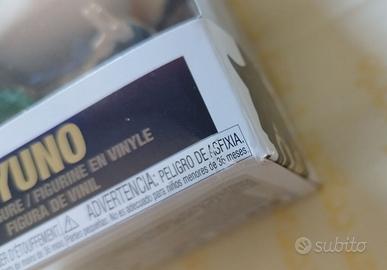 YUNO
URE / FIGURINE EN VINYLE
FIGURA DE VINIL
ADVERTENCIA: PELIGRO DE ASFIXIA.
No es adecuado para niños menores de 36 meses.
D'ÉTOUFFEMENT.
subito